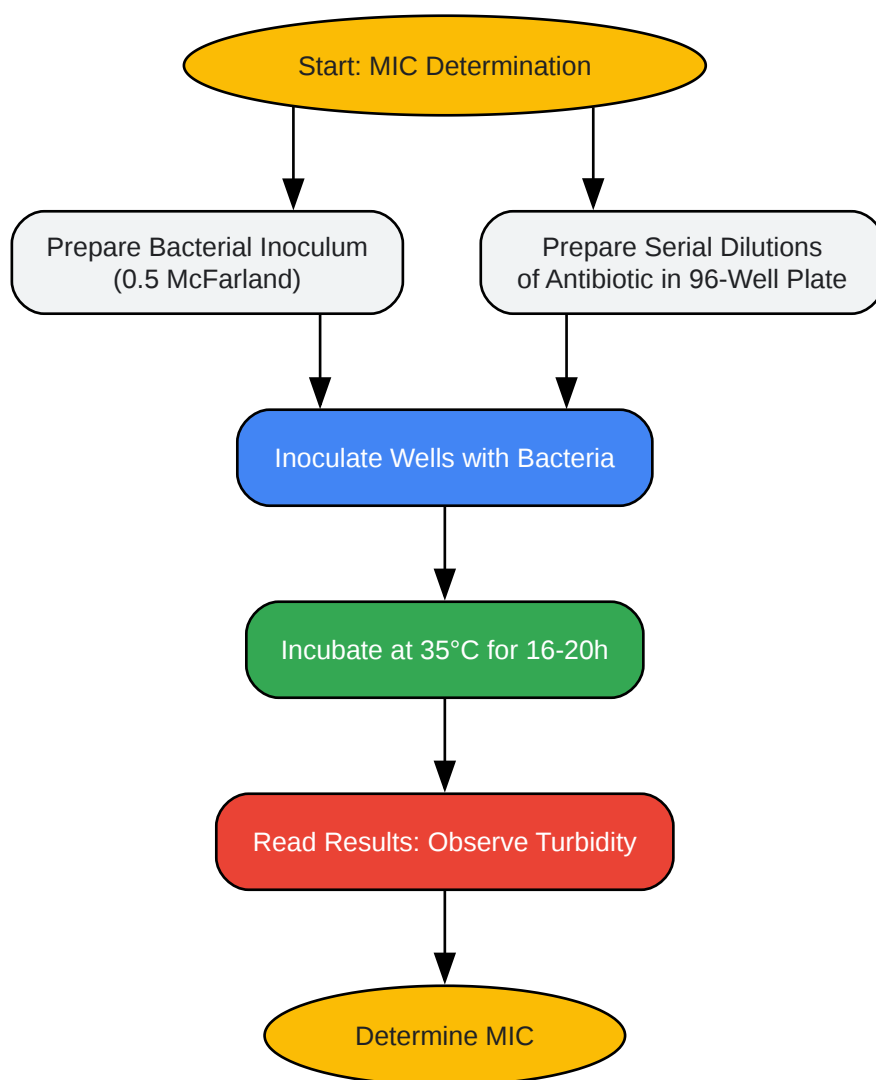 Start: MIC Determination
Prepare Bacterial Inoculum
(0.5 McFarland)
Prepare Serial Dilutions
of Antibiotic in 96-Well Plate
Inoculate Wells with Bacteria
Incubate at 35°C for 16-20h
Read Results: Observe Turbidity
Determine MIC